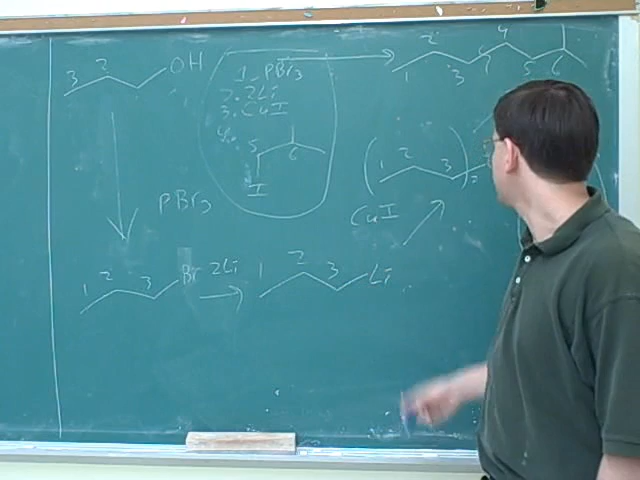 3 2 OH
1. PBr3
2. 2Li
3. CuI
4.
5 6
I
1 2 3 4 5 6
PBr3
1 2 3
CuI
1 2 3 Br
2Li
1 2 3 Li